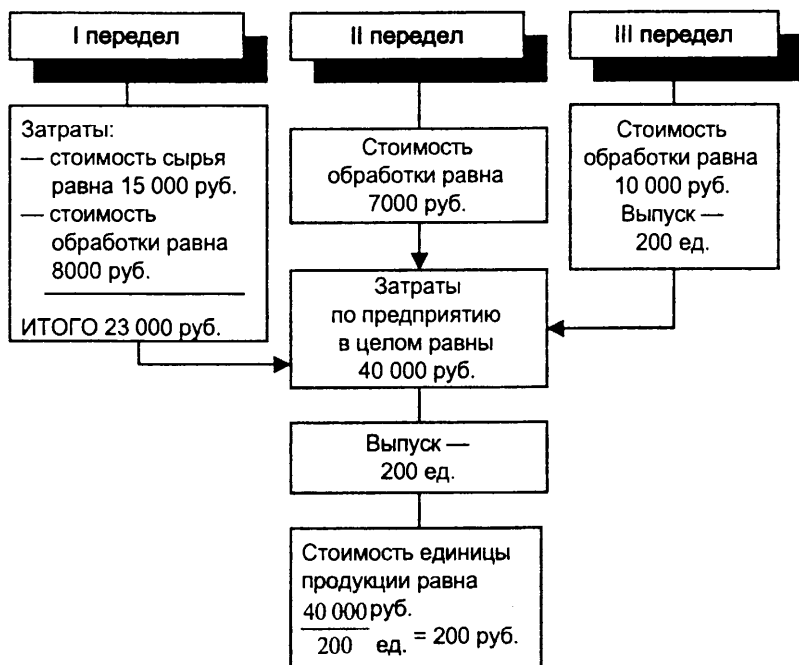 I передел
II передел
III передел
Затраты:
— стоимость сырья
равна 15 000 руб.
— стоимость
обработки равна
8000 руб.
ИТОГО 23 000 руб.
Стоимость
обработки равна
7000 руб.
Стоимость
обработки равна
10 000 руб.
Выпуск —
200 ед.
Затраты
по предприятию
в целом равны
40 000 руб.
Выпуск —
200 ед.
Стоимость единицы
продукции равна
40 000 руб.
200 ед. = 200 руб.